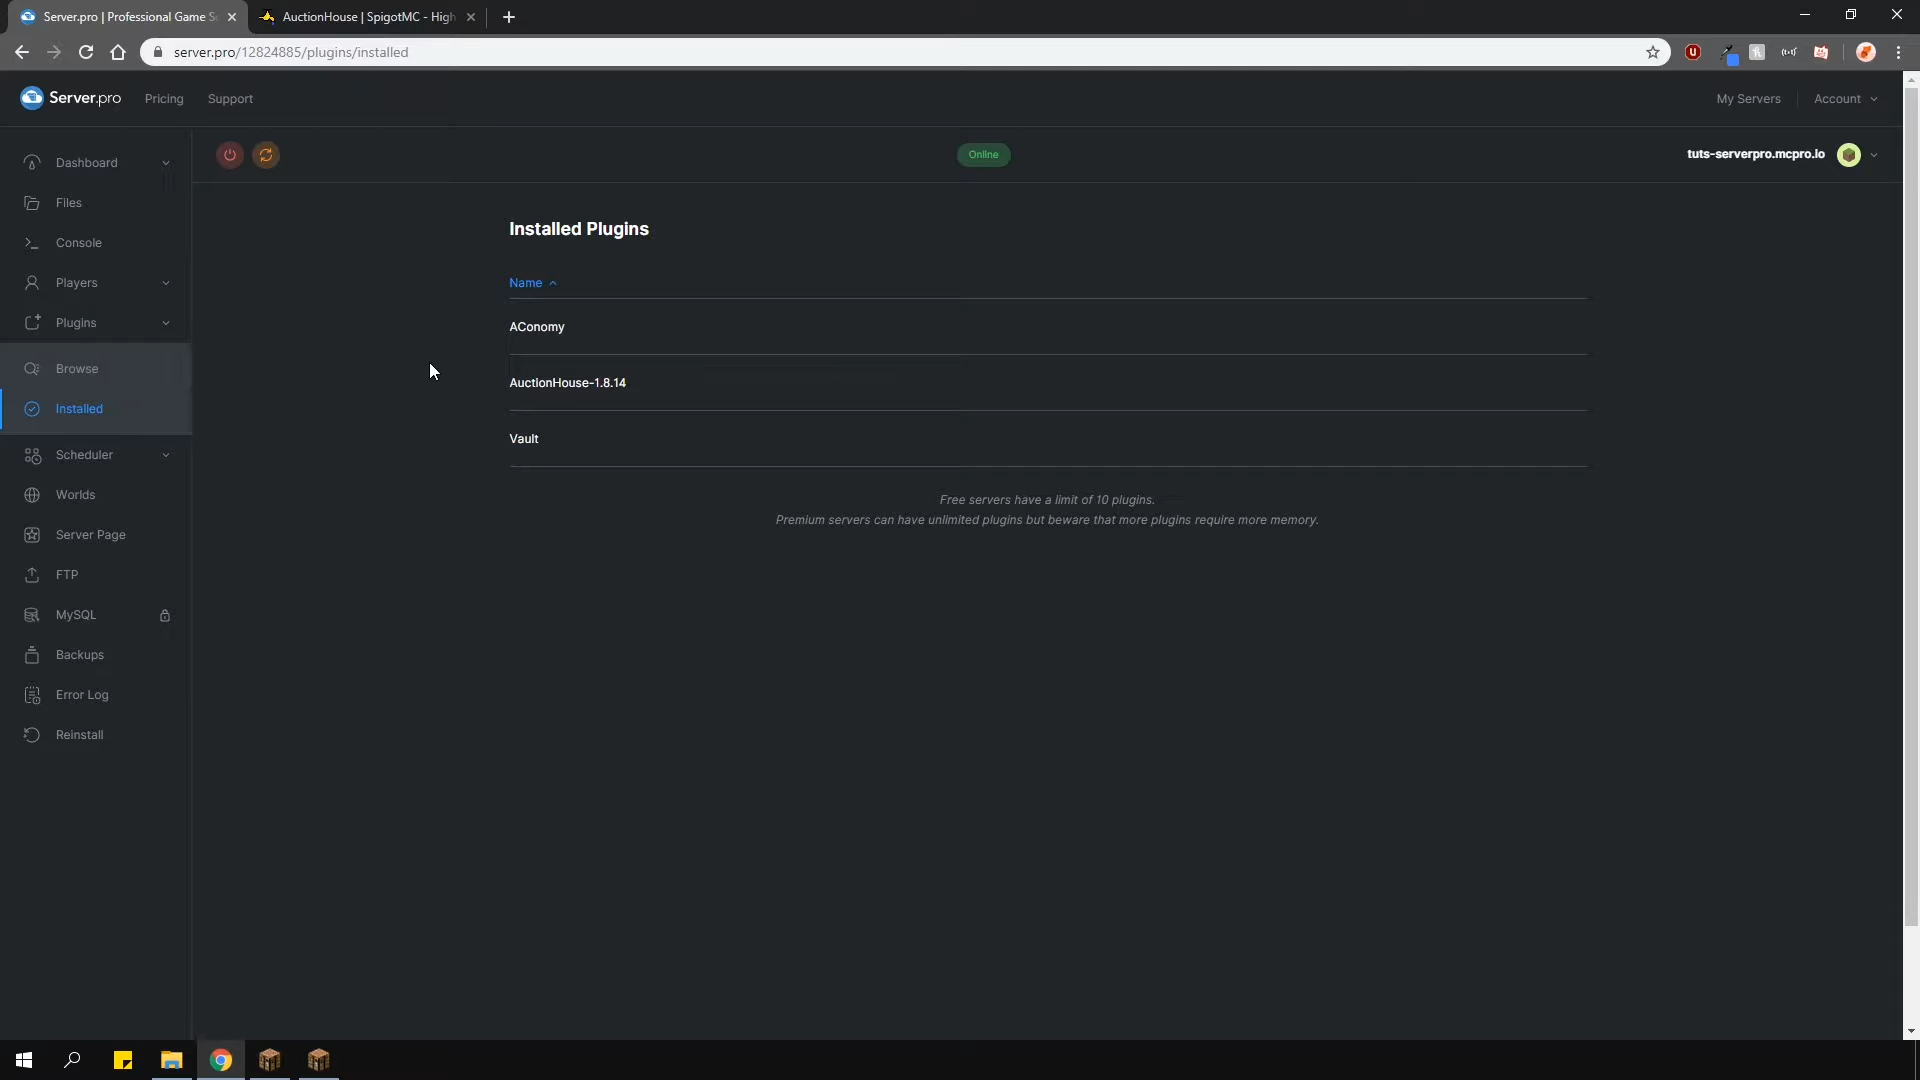 Server.pro | Professional Game S
AuctionHouse | SpigotMC - High
server.pro/12824885/plugins/installed
Server.pro
Pricing
Support
My Servers
Account
Dashboard
Online
tuts-serverpro.mcpro.io
Files
Console
Players
Plugins
Browse
Installed
Scheduler
Worlds
Server Page
FTP
MySQL
Backups
Error Log
Reinstall
Installed Plugins
Name
AConomy
AuctionHouse-1.8.14
Vault
Free servers have a limit of 10 plugins.
Premium servers can have unlimited plugins but beware that more plugins require more memory.